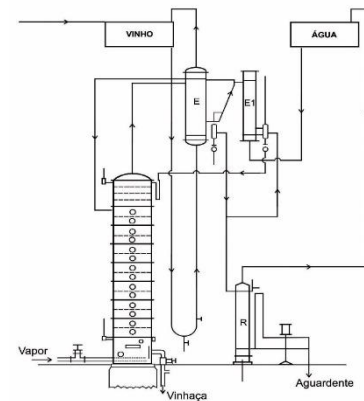 VINHO
ÁGUA
E
E1
R
Vapor
Vinhaça
Aguardente